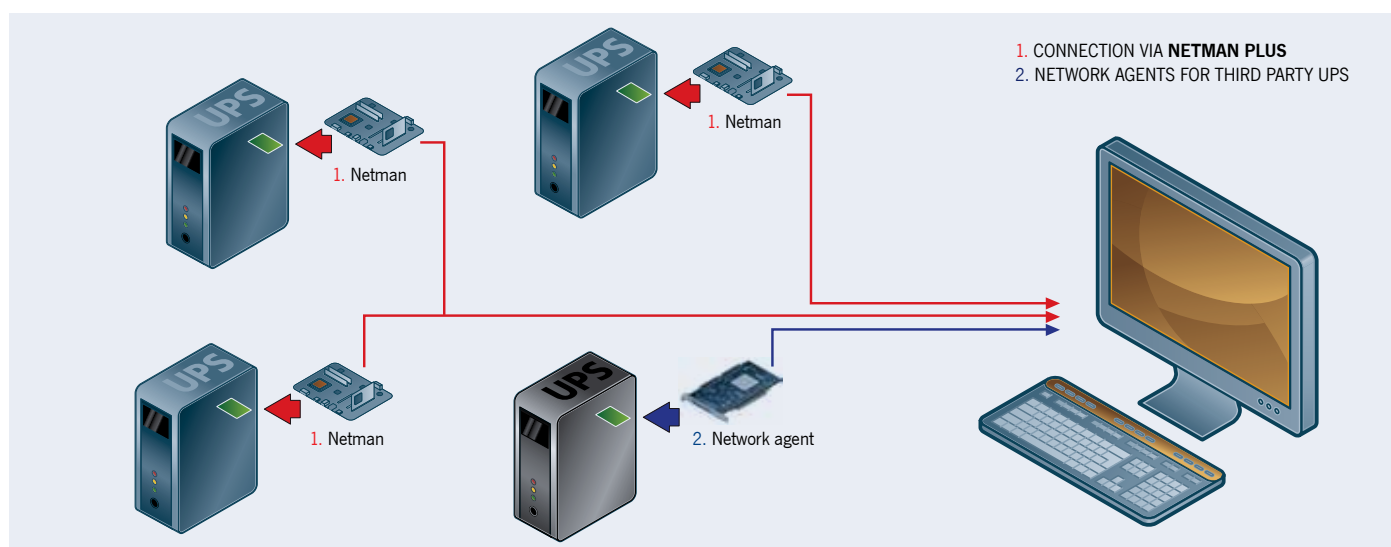 UPS
1. Netman
UPS
1. Netman
1. CONNECTION VIA NETMAN PLUS
2. NETWORK AGENTS FOR THIRD PARTY UPS
UPS
1. Netman
UPS
2. Network agent